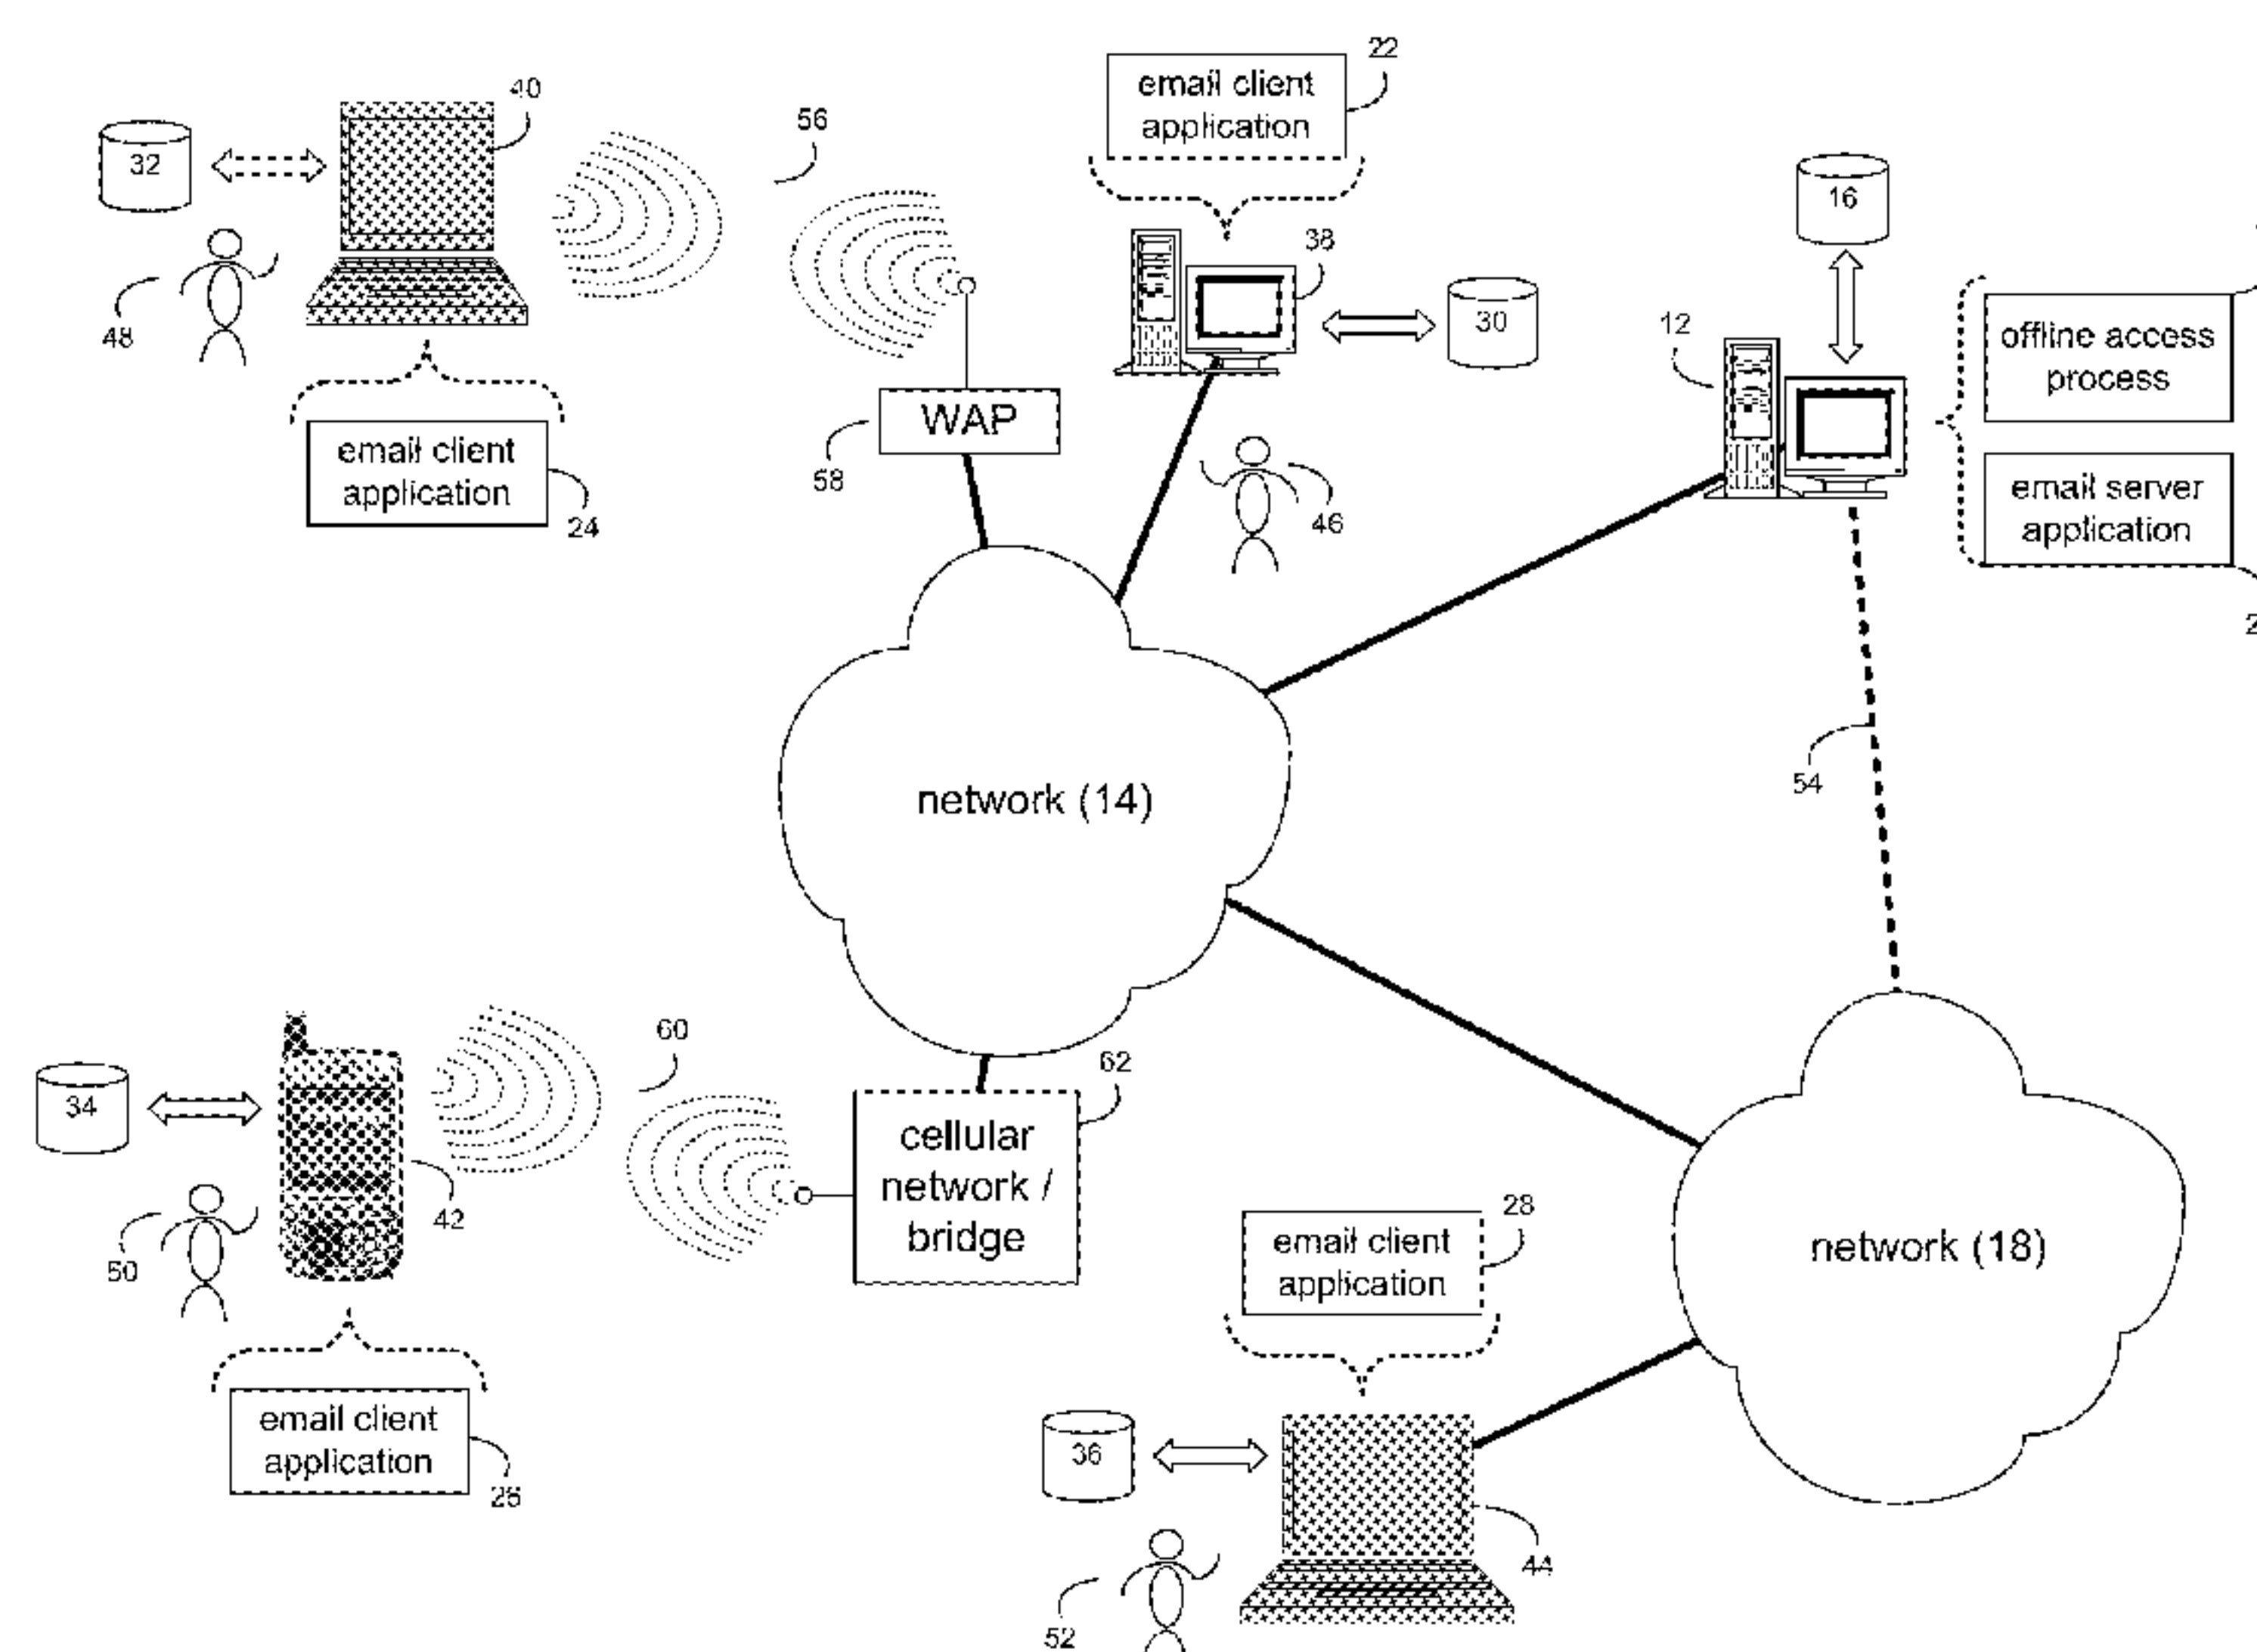 22
email client
application
40
56
32
16
38
30
12
offline access
process
48
WAP
email client
application
58
email server
application
24
46
network (14)
54
60
62
34
cellular
network /
bridge
42
28
email client
application
50
network (18)
email client
application
36
44
52